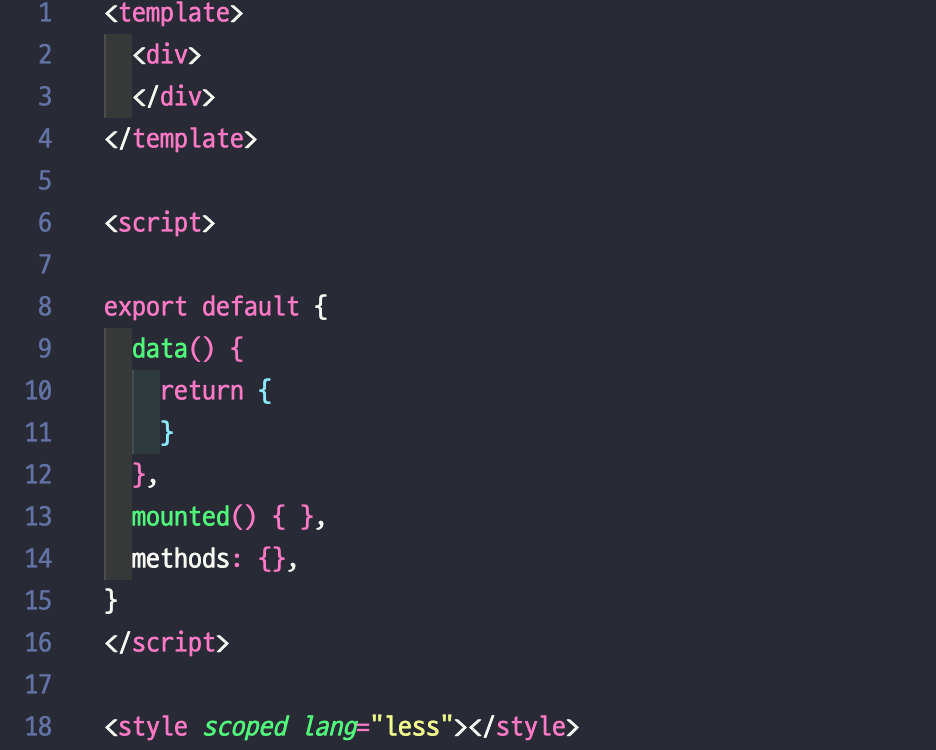 1 <template>
2   <div>
3   </div>
4 </template>
5
6 <script>
7
8 export default {
9   data() {
10     return {
11     }
12   },
13   mounted() { },
14   methods: {},
15 }
16 </script>
17
18 <style scoped lang="less"></style>